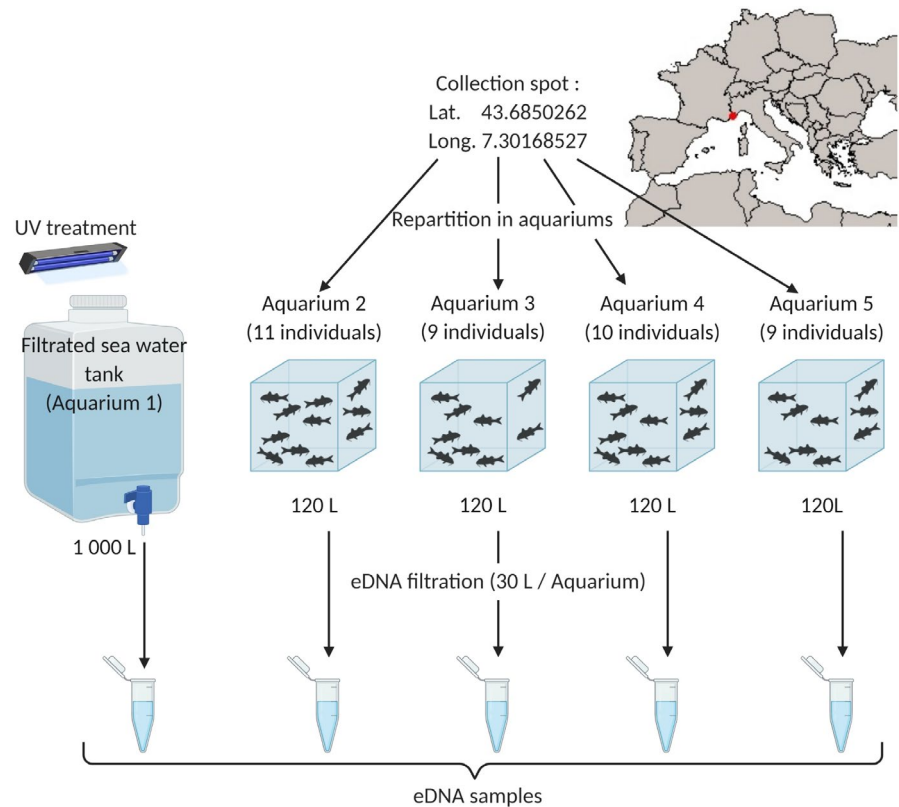 Collection spot :
Lat. 43.6850262
Long. 7.30168527
Repartition in aquariums
UV treatment
Filtrated sea water
tank
(Aquarium 1)
1 000 L
Aquarium 2
(11 individuals)
Aquarium 3
(9 individuals)
Aquarium 4
(10 individuals)
Aquarium 5
(9 individuals)
120 L
120 L
120 L
120L
eDNA filtration (30 L / Aquarium)
eDNA samples